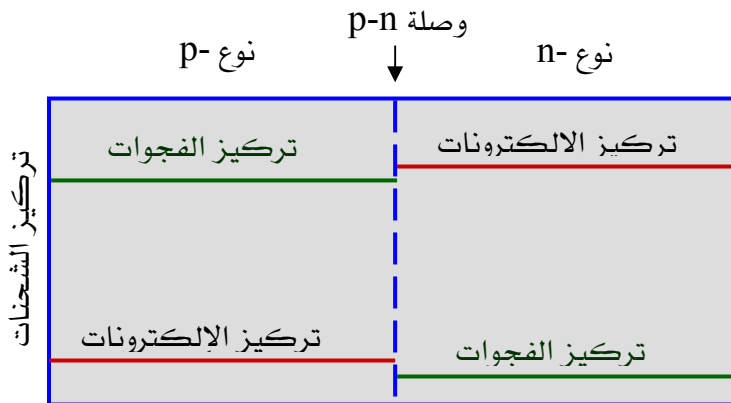 وصلة p-n
نوع -n
نوع -p
تركيز الالكترونات
تركيز الفجوات
تركيز الشحنات
تركيز الإلكترونات
تركيز الفجوات